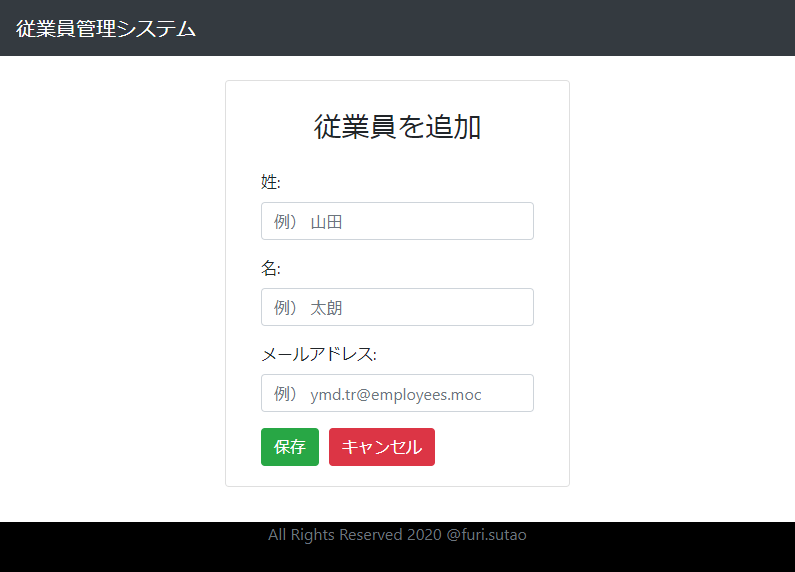 従業員管理システム
従業員を追加
姓:
例） 山田
名:
例） 太朗
メールアドレス:
例） ymd.tr@employees.moc
保存 キャンセル
All Rights Reserved 2020 @furi.sutao